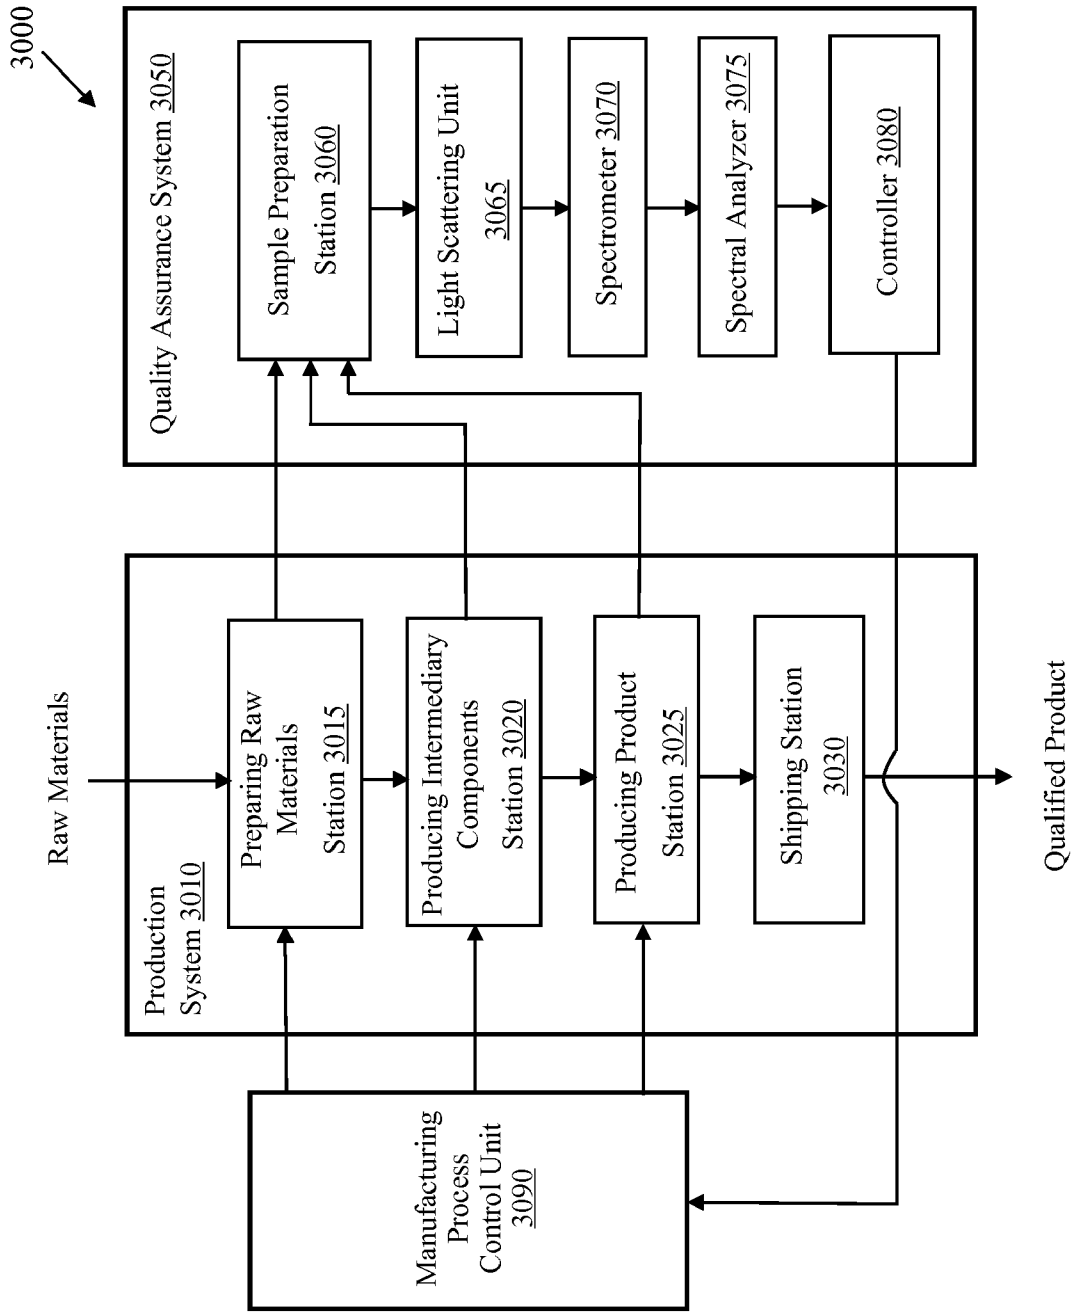 3000
Raw Materials
Manufacturing
Process
Control Unit
3090
Production
System 3010
Preparing Raw
Materials
Station 3015
Producing Intermediary
Components
Station 3020
Producing Product
Station 3025
Shipping Station
3030
Qualified Product
Quality Assurance System 3050
Sample Preparation
Station 3060
Light Scattering Unit
3065
Spectrometer 3070
Spectral Analyzer 3075
Controller 3080